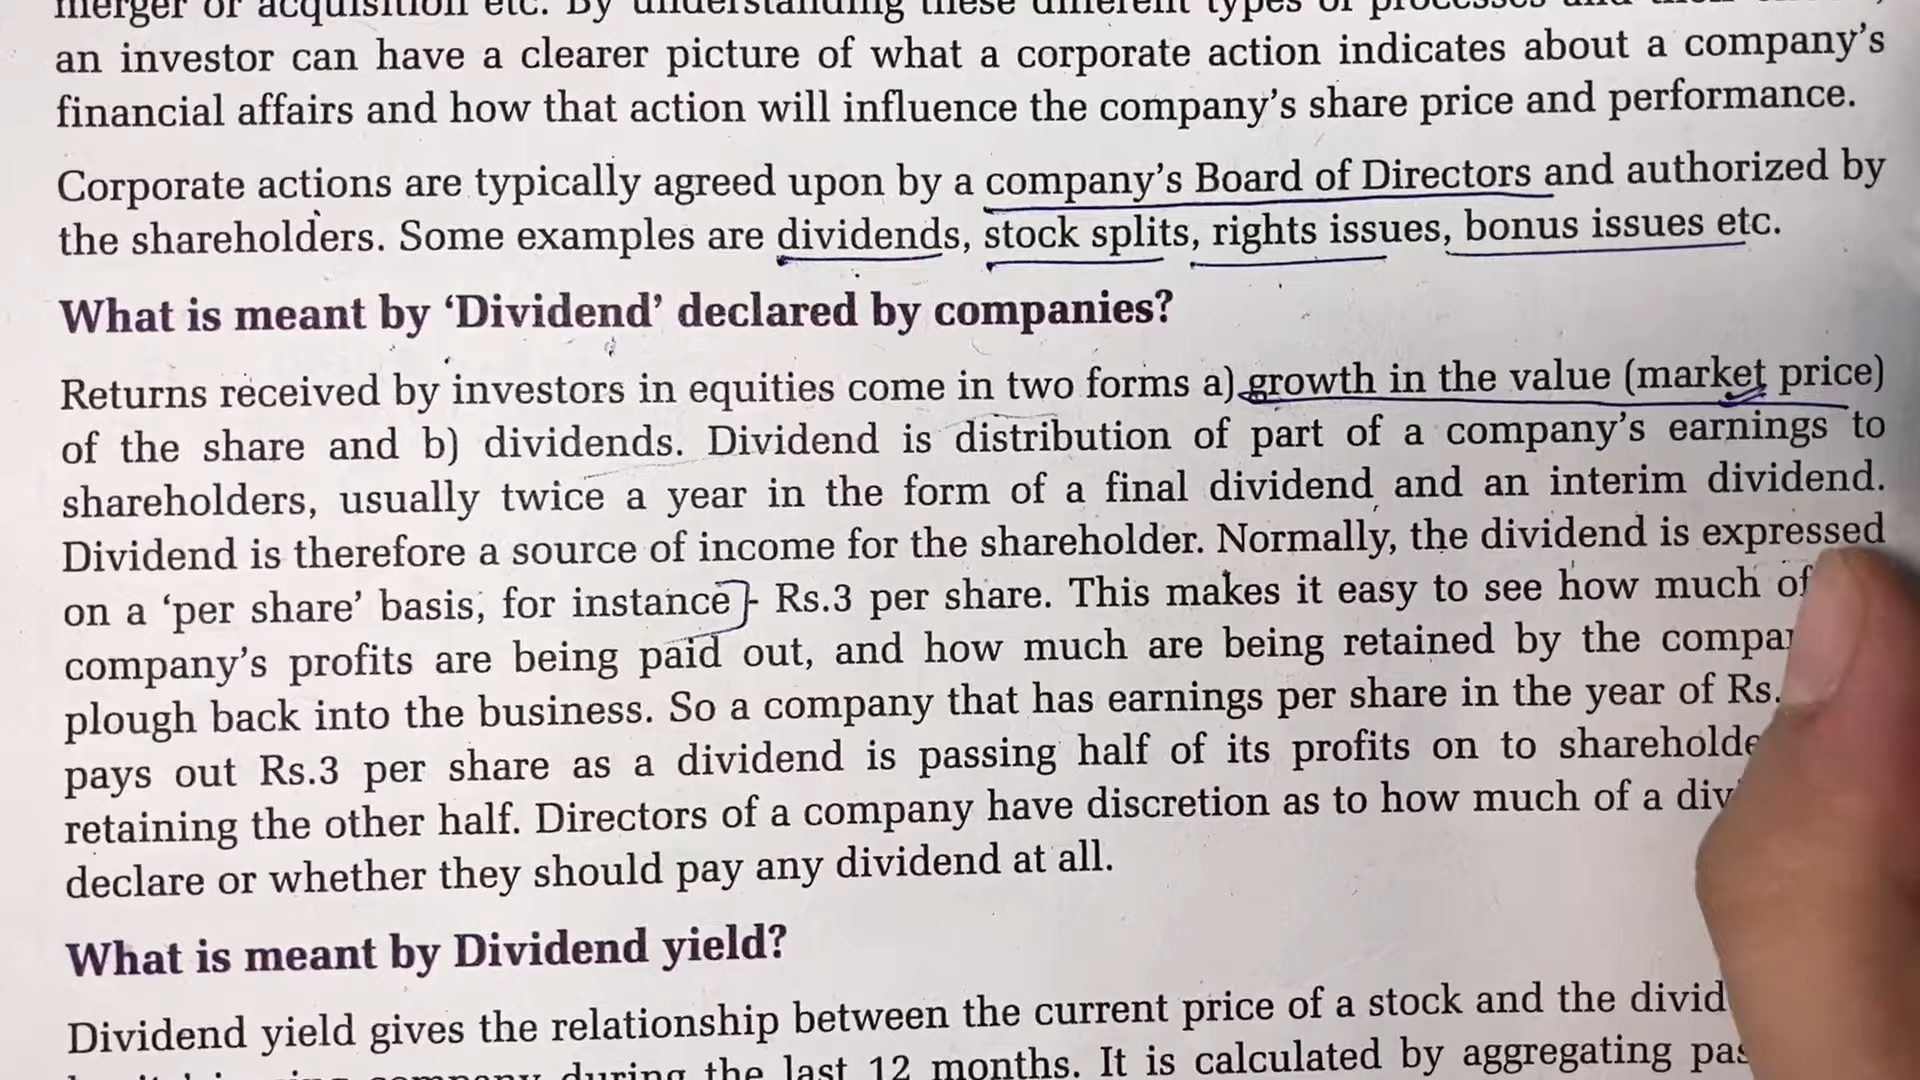 merger or acquisition etc. By understanding these different types of processes and
an investor can have a clearer picture of what a corporate action indicates about a company's
financial affairs and how that action will influence the company's share price and performance.
Corporate actions are typically agreed upon by a company's Board of Directors and authorized by
the shareholders. Some examples are dividends, stock splits, rights issues, bonus issues etc.
What is meant by ‘Dividend’ declared by companies?
Returns received by investors in equities come in two forms a) growth in the value (market price)
of the share and b) dividends. Dividend is distribution of part of a company's earnings to
shareholders, usually twice a year in the form of a final dividend and an interim dividend.
Dividend is therefore a source of income for the shareholder. Normally, the dividend is expressed
on a ‘per share’ basis, for instance - Rs.3 per share. This makes it easy to see how much of
company's profits are being paid out, and how much are being retained by the
plough back into the business. So a company that has earnings per share in the year of Rs.
pays out Rs.3 per share as a dividend is passing half of its profits on to
retaining the other half. Directors of a company have discretion as to how much of a
declare or whether they should pay any dividend at all.
What is meant by Dividend yield?
Dividend yield gives the relationship between the current price of a stock and the
company during the last 12 months. It is calculated by aggregating